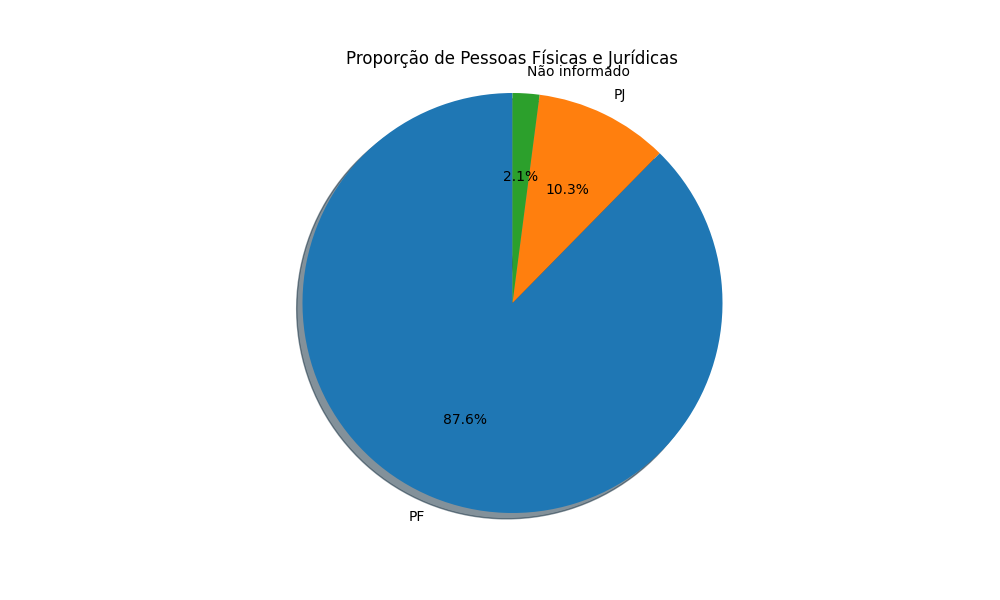 Proporção de Pessoas Físicas e Jurídicas
Não informado
PJ
2.1%
10.3%
87.6%
PF